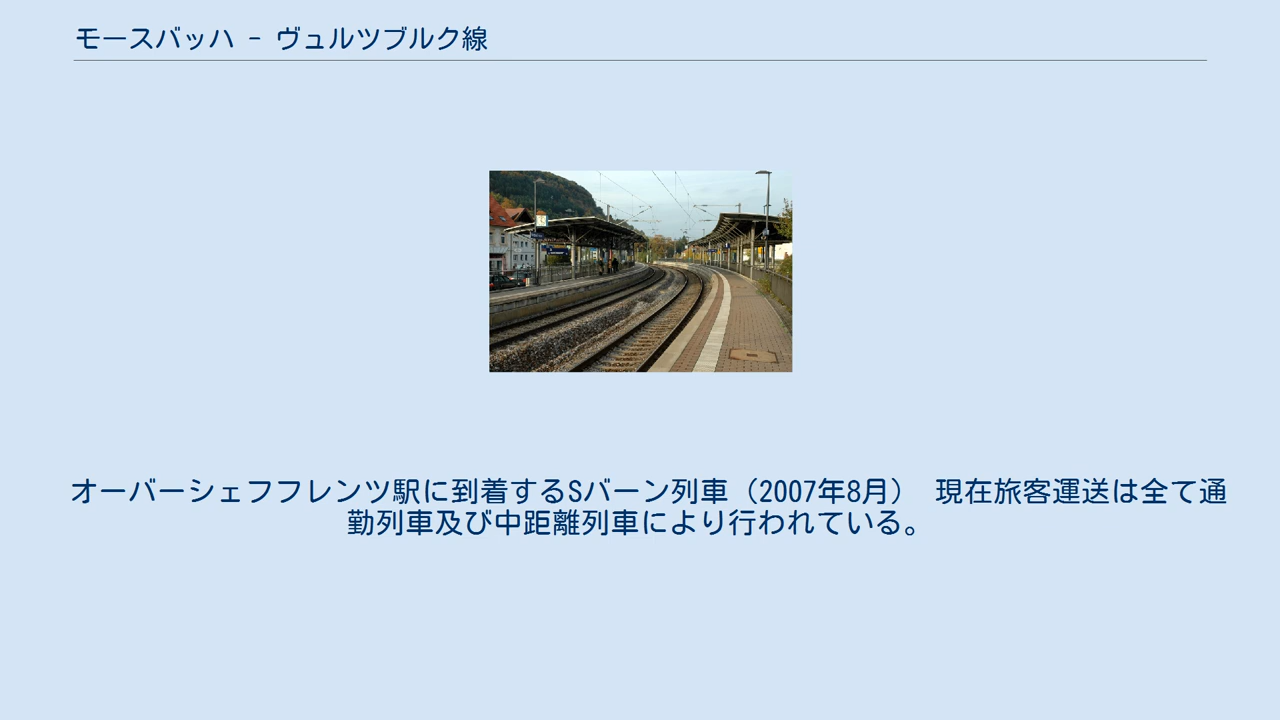 モースバッハ - ヴュルツブルク線
オーバーシェフフレンツ駅に到着するSバーン列車（2007年8月） 現在旅客運送は全て通
勤列車及び中距離列車により行われている。